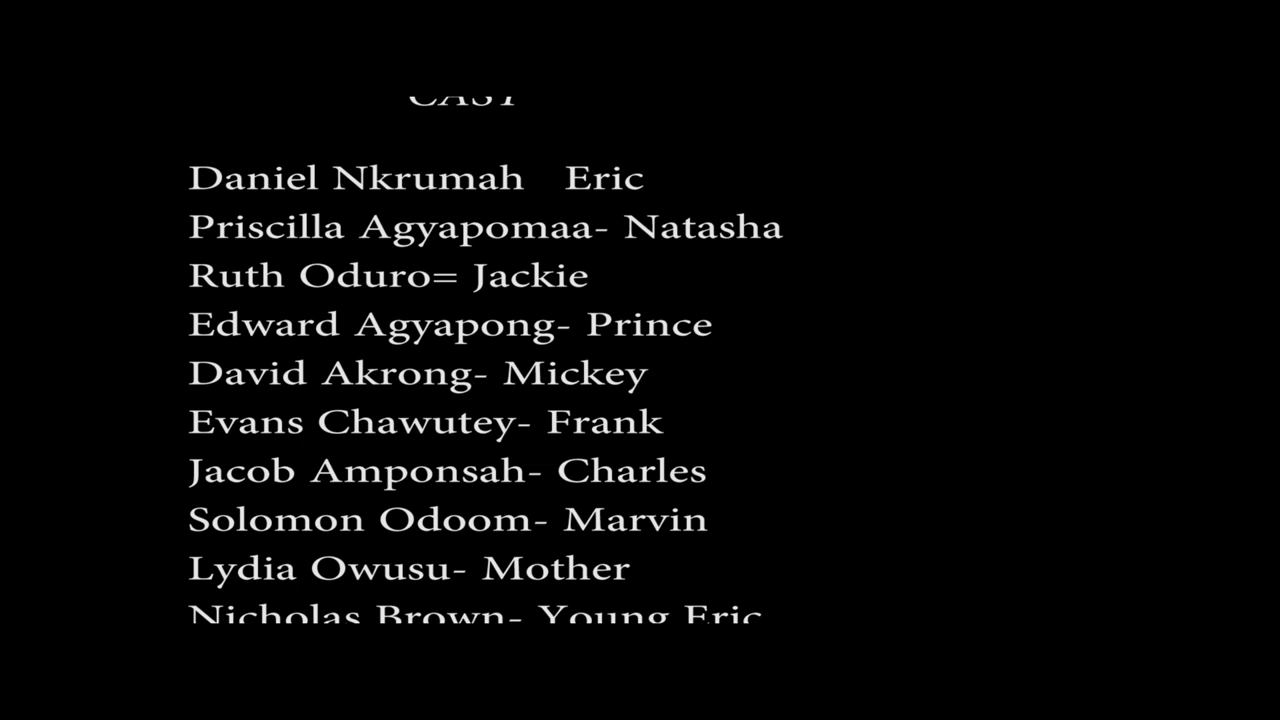 CAST
Daniel Nkrumah Eric
Priscilla Agyapomaa- Natasha
Ruth Oduro= Jackie
Edward Agyapong- Prince
David Akrong- Mickey
Evans Chawutey- Frank
Jacob Amponsah- Charles
Solomon Odoom- Marvin
Lydia Owusu- Mother
Nicholas Brown- Young Eric